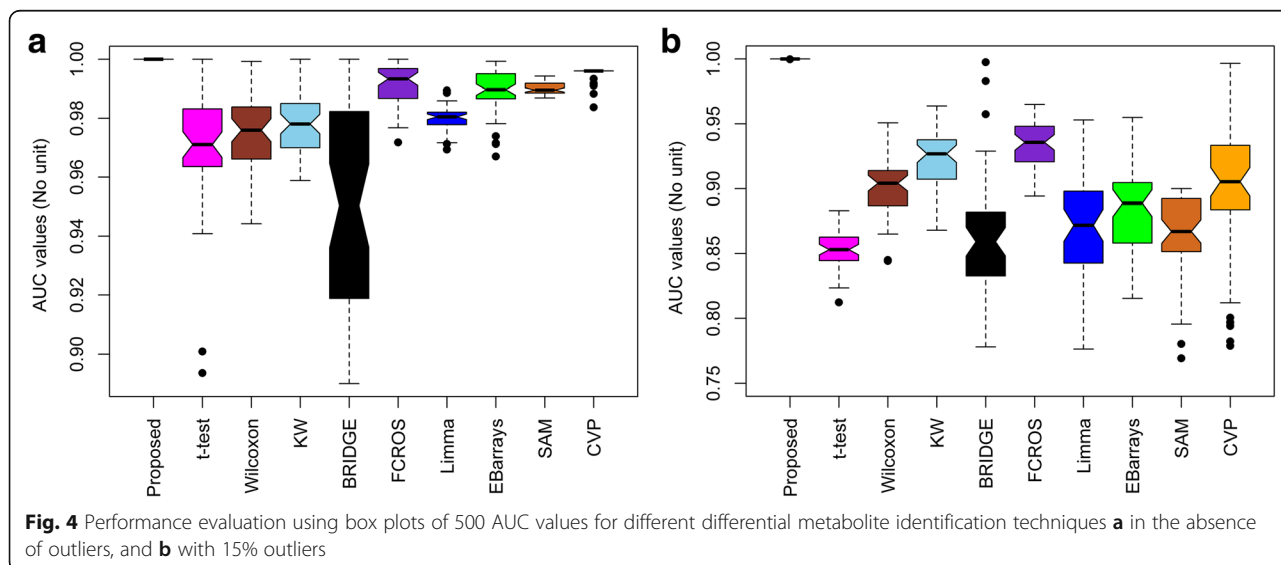 a
AUC values (No unit)
1.00
0.98
0.96
0.94
0.92
0.90
Proposed
t-test
Wilcoxon
KW
BRIDGE
FCROS
Limma
EBarrays
SAM
CVP
b
AUC values (No unit)
1.00
0.95
0.90
0.85
0.80
0.75
Proposed
t-test
Wilcoxon
KW
BRIDGE
FCROS
Limma
EBarrays
SAM
CVP
Fig. 4 Performance evaluation using box plots of 500 AUC values for different differential metabolite identification techniques a in the absence
of outliers, and b with 15% outliers